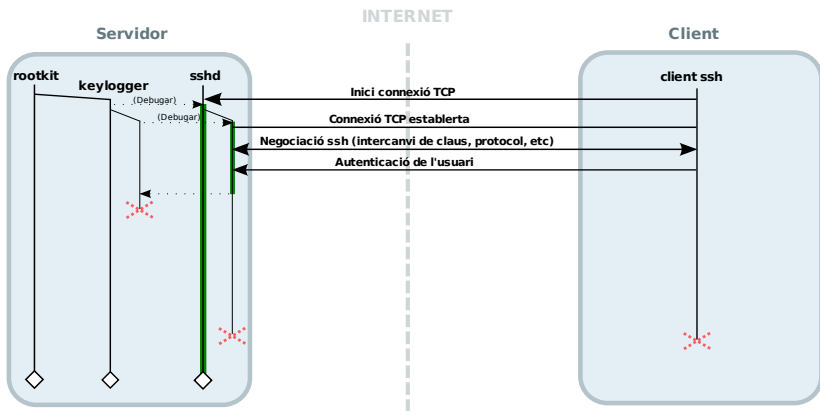 INTERNET
Servidor
Client
rootkit
keylogger
sshd
client ssh
Inici connexió TCP
(Debugar)
Connexió TCP establerta
(Debugar)
Negociació ssh (intercanvi de claus, protocol, etc)
Autenticació de l'usuari